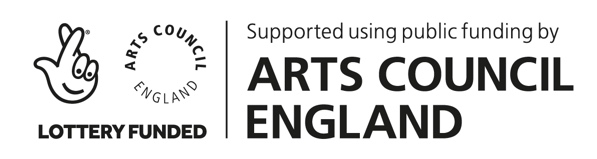 ARTS COUNCIL
ENGLAND
LOTTERY FUNDED
Supported using public funding by
ARTS COUNCIL
ENGLAND